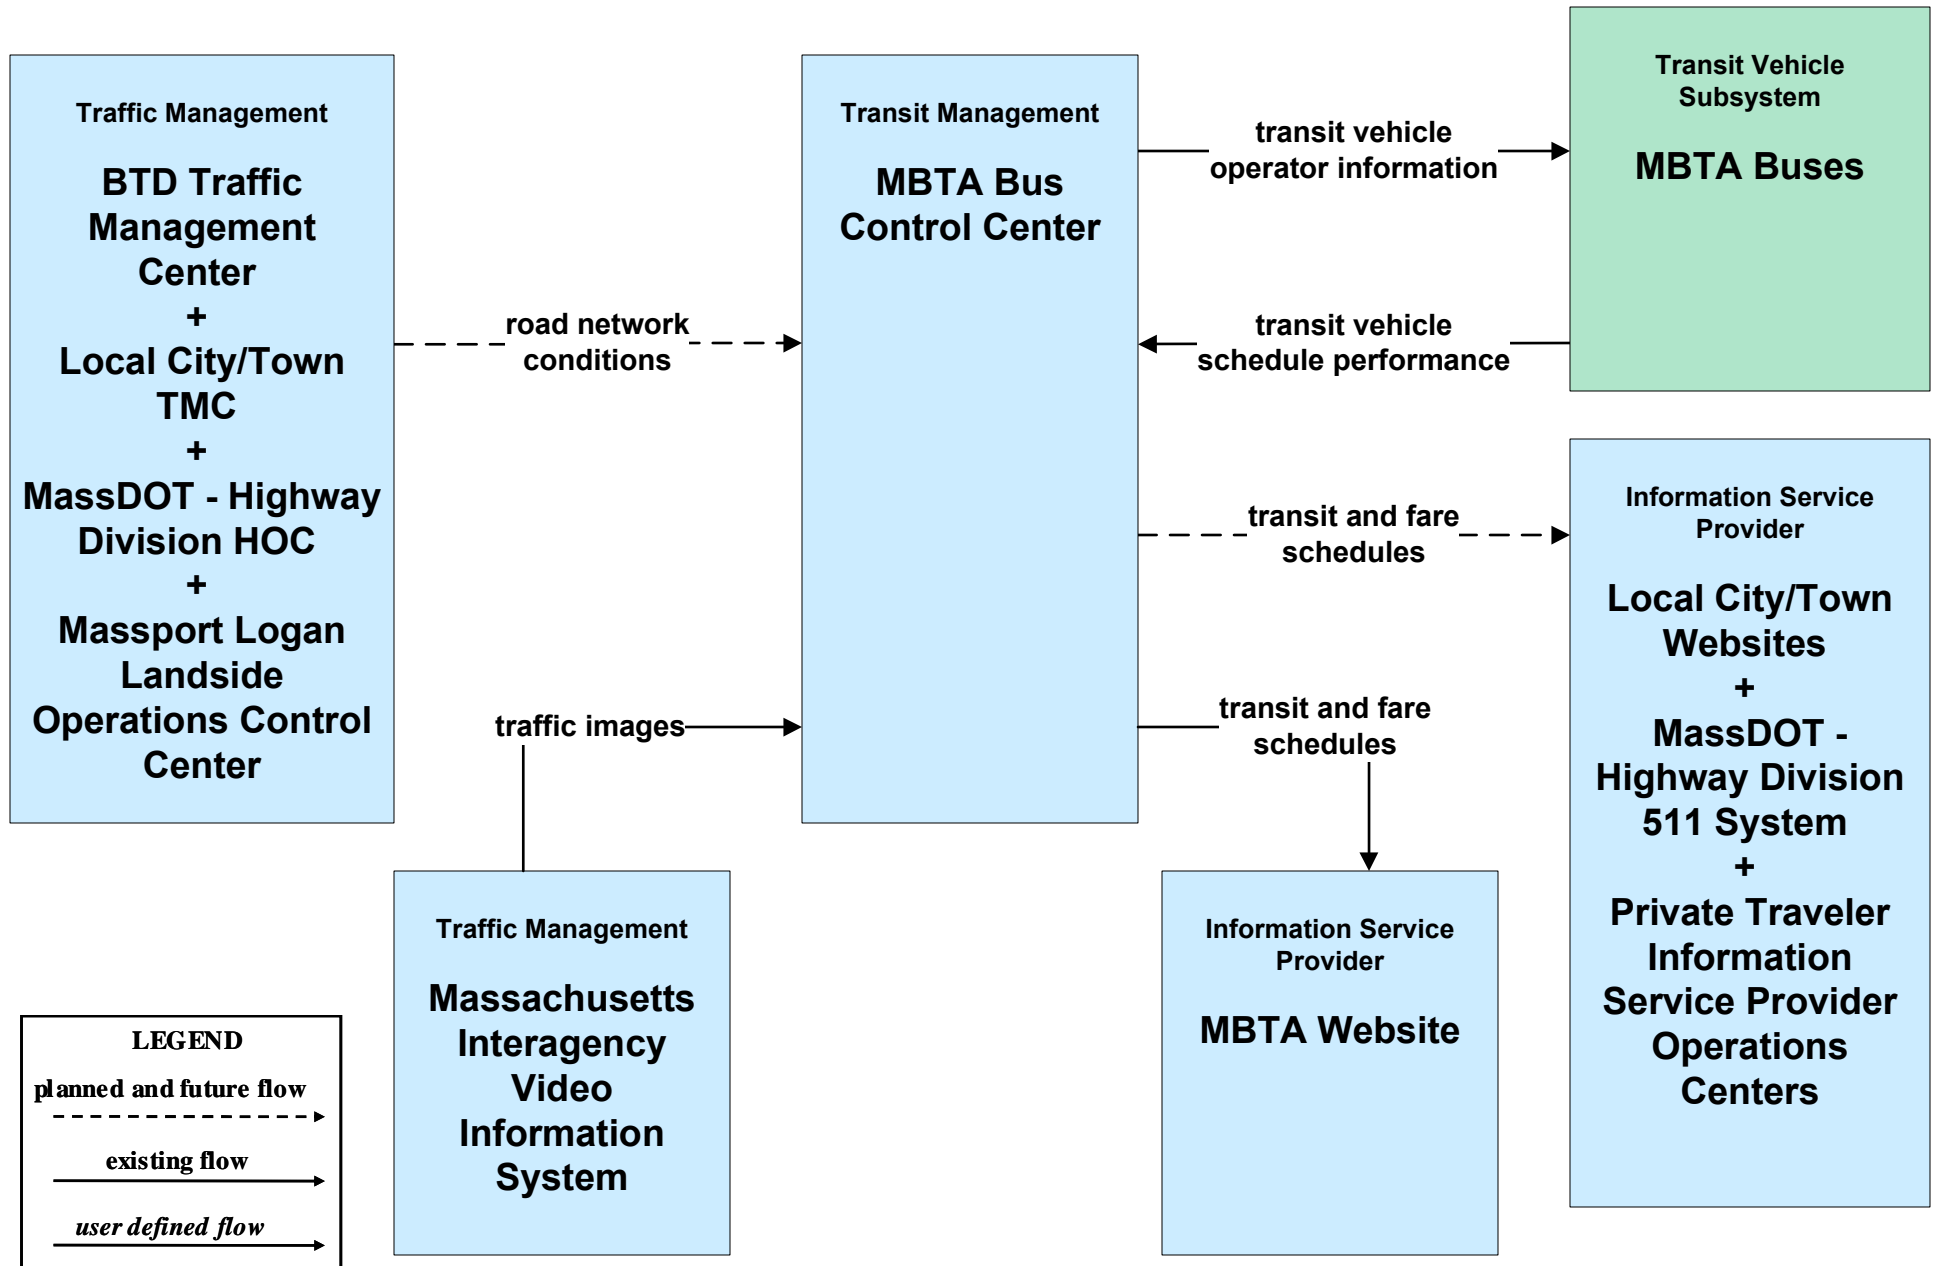 Traffic Management
BTD Traffic
Management
Center
+
Local City/Town
TMC
+
MassDOT - Highway
Division HOC
+
Massport Logan
Landside
Operations Control
Center
road network
conditions
traffic images
Traffic Management
Massachusetts
Interagency
Video
Information
System
Transit Management
MBTA Bus
Control Center
transit vehicle
operator information
transit vehicle
schedule performance
transit and fare
schedules
transit and fare
schedules
Transit Vehicle
Subsystem
MBTA Buses
Information Service
Provider
Local City/Town
Websites
+
MassDOT -
Highway Division
511 System
+
Private Traveler
Information
Service Provider
Operations
Centers
Information Service
Provider
MBTA Website
LEGEND
planned and future flow
existing flow
user defined flow